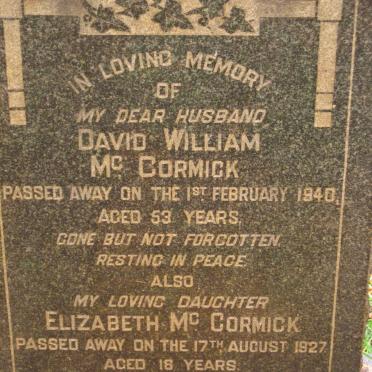 IN LOVING MEMORY
OF
MY DEAR HUSBAND
DAVID WILLIAM
MC CORMICK
PASSED AWAY ON THE 1ST FEBRUARY 1940,
AGED 53 YEARS.
GONE BUT NOT FORGOTTEN.
RESTING IN PEACE
ALSO
MY LOVING DAUGHTER
ELIZABETH MC CORMICK
PASSED AWAY ON THE 17TH AUGUST 1927
AGED 18 YEARS.